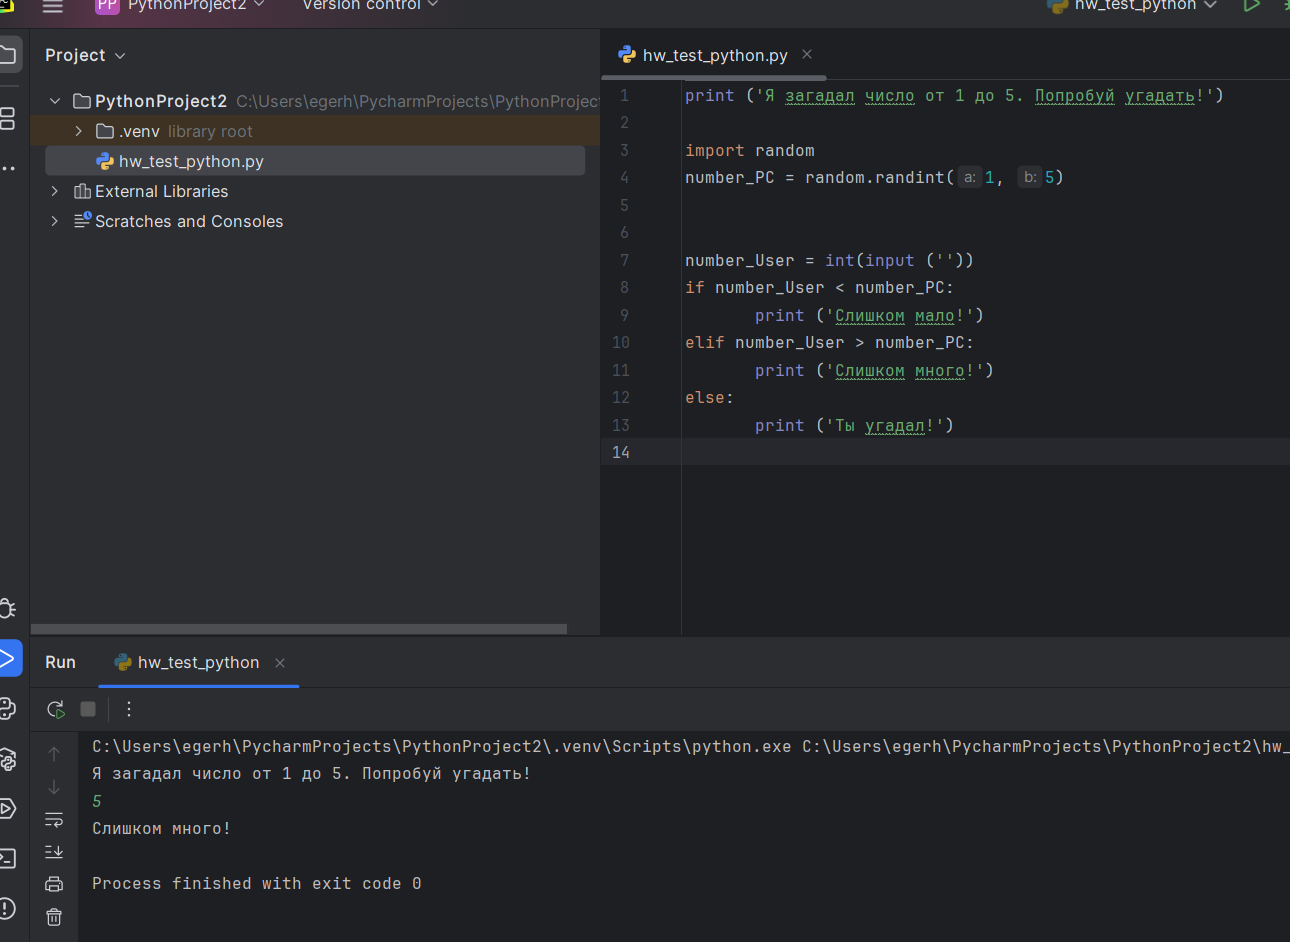 PP PythonProject2 Version control hw_test_python
Project
hw_test_python.py
PythonProject2 C:\Users\egerh\PycharmProjects\PythonProjec
.venv library root
hw_test_python.py
External Libraries
Scratches and Consoles
1 print ('Я загадал число от 1 до 5. Попробуй угадать!')
2
3 import random
4 number_PC = random.randint( a: 1, b: 5)
5
6
7 number_User = int(input (''))
8 if number_User < number_PC:
9 print ('Слишком мало!')
10 elif number_User > number_PC:
11 print ('Слишком много!')
12 else:
13 print ('Ты угадал!')
14
Run hw_test_python
C:\Users\egerh\PycharmProjects\PythonProject2\.venv\Scripts\python.exe C:\Users\egerh\PycharmProjects\PythonProject2\hw_
Я загадал число от 1 до 5. Попробуй угадать!
5
Слишком много!
Process finished with exit code 0